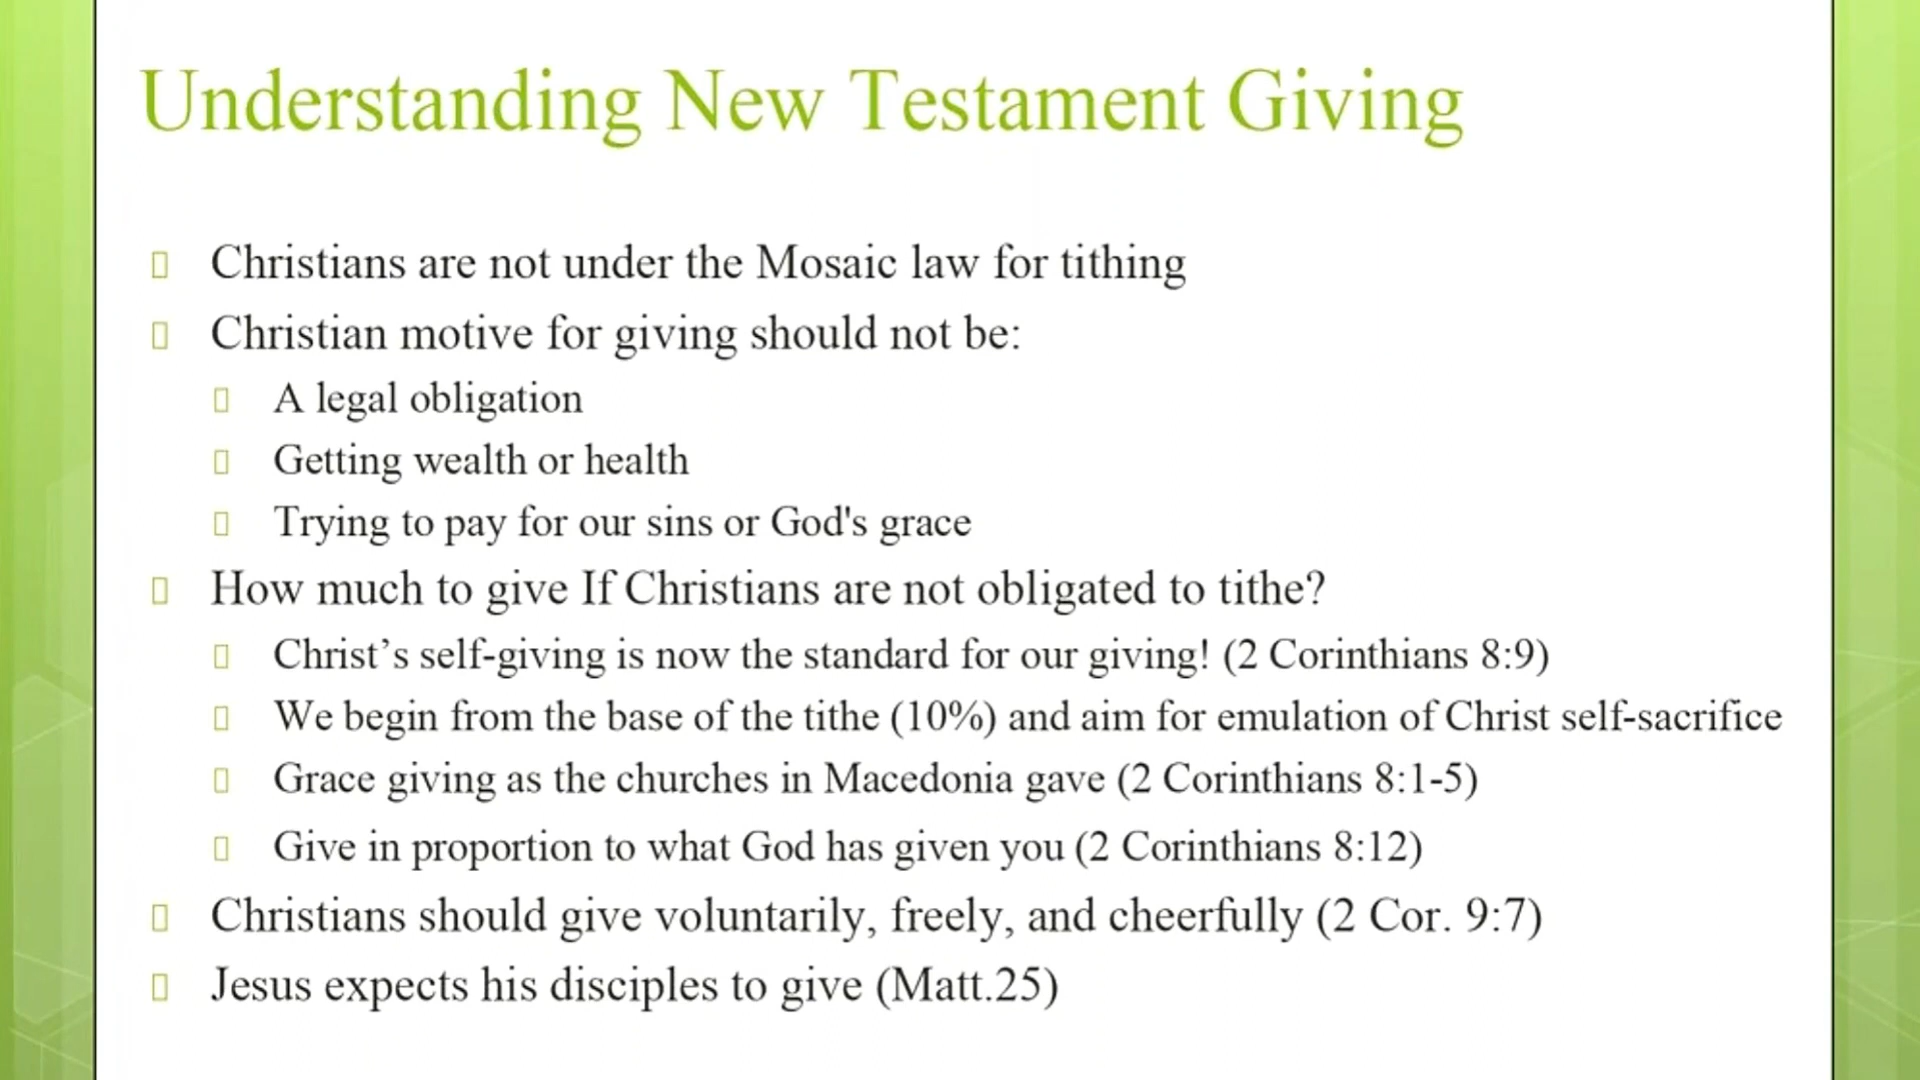 Understanding New Testament Giving
Christians are not under the Mosaic law for tithing
Christian motive for giving should not be:
A legal obligation
Getting wealth or health
Trying to pay for our sins or God's grace
How much to give If Christians are not obligated to tithe?
Christ’s self-giving is now the standard for our giving! (2 Corinthians 8:9)
We begin from the base of the tithe (10%) and aim for emulation of Christ self-sacrifice
Grace giving as the churches in Macedonia gave (2 Corinthians 8:1-5)
Give in proportion to what God has given you (2 Corinthians 8:12)
Christians should give voluntarily, freely, and cheerfully (2 Cor. 9:7)
Jesus expects his disciples to give (Matt.25)